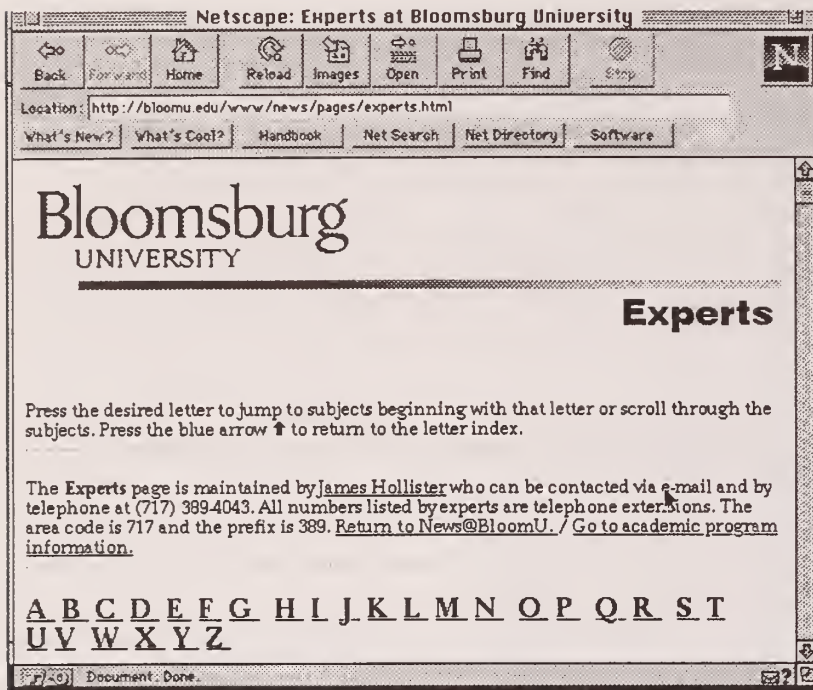 Netscape: Experts at Bloomsburg University
Back Forward Home Reload Images Open Print Find Stop
N
Location: http://bloomu.edu/www/news/pages/experts.html
What's New? What's Cool? Handbook Net Search Net Directory Software
Bloomsburg
UNIVERSITY
Experts
Press the desired letter to jump to subjects beginning with that letter or scroll through the
subjects. Press the blue arrow ⬆ to return to the letter index.
The Experts page is maintained by James Hollister who can be contacted via e-mail and by
telephone at (717) 389-4043. All numbers listed by experts are telephone extensions. The
area code is 717 and the prefix is 389. Return to News@BloomU. / Go to academic program
information.
A B C D E F G H I J K L M N O P Q R S T
U V W X Y Z
Document: Done.
?